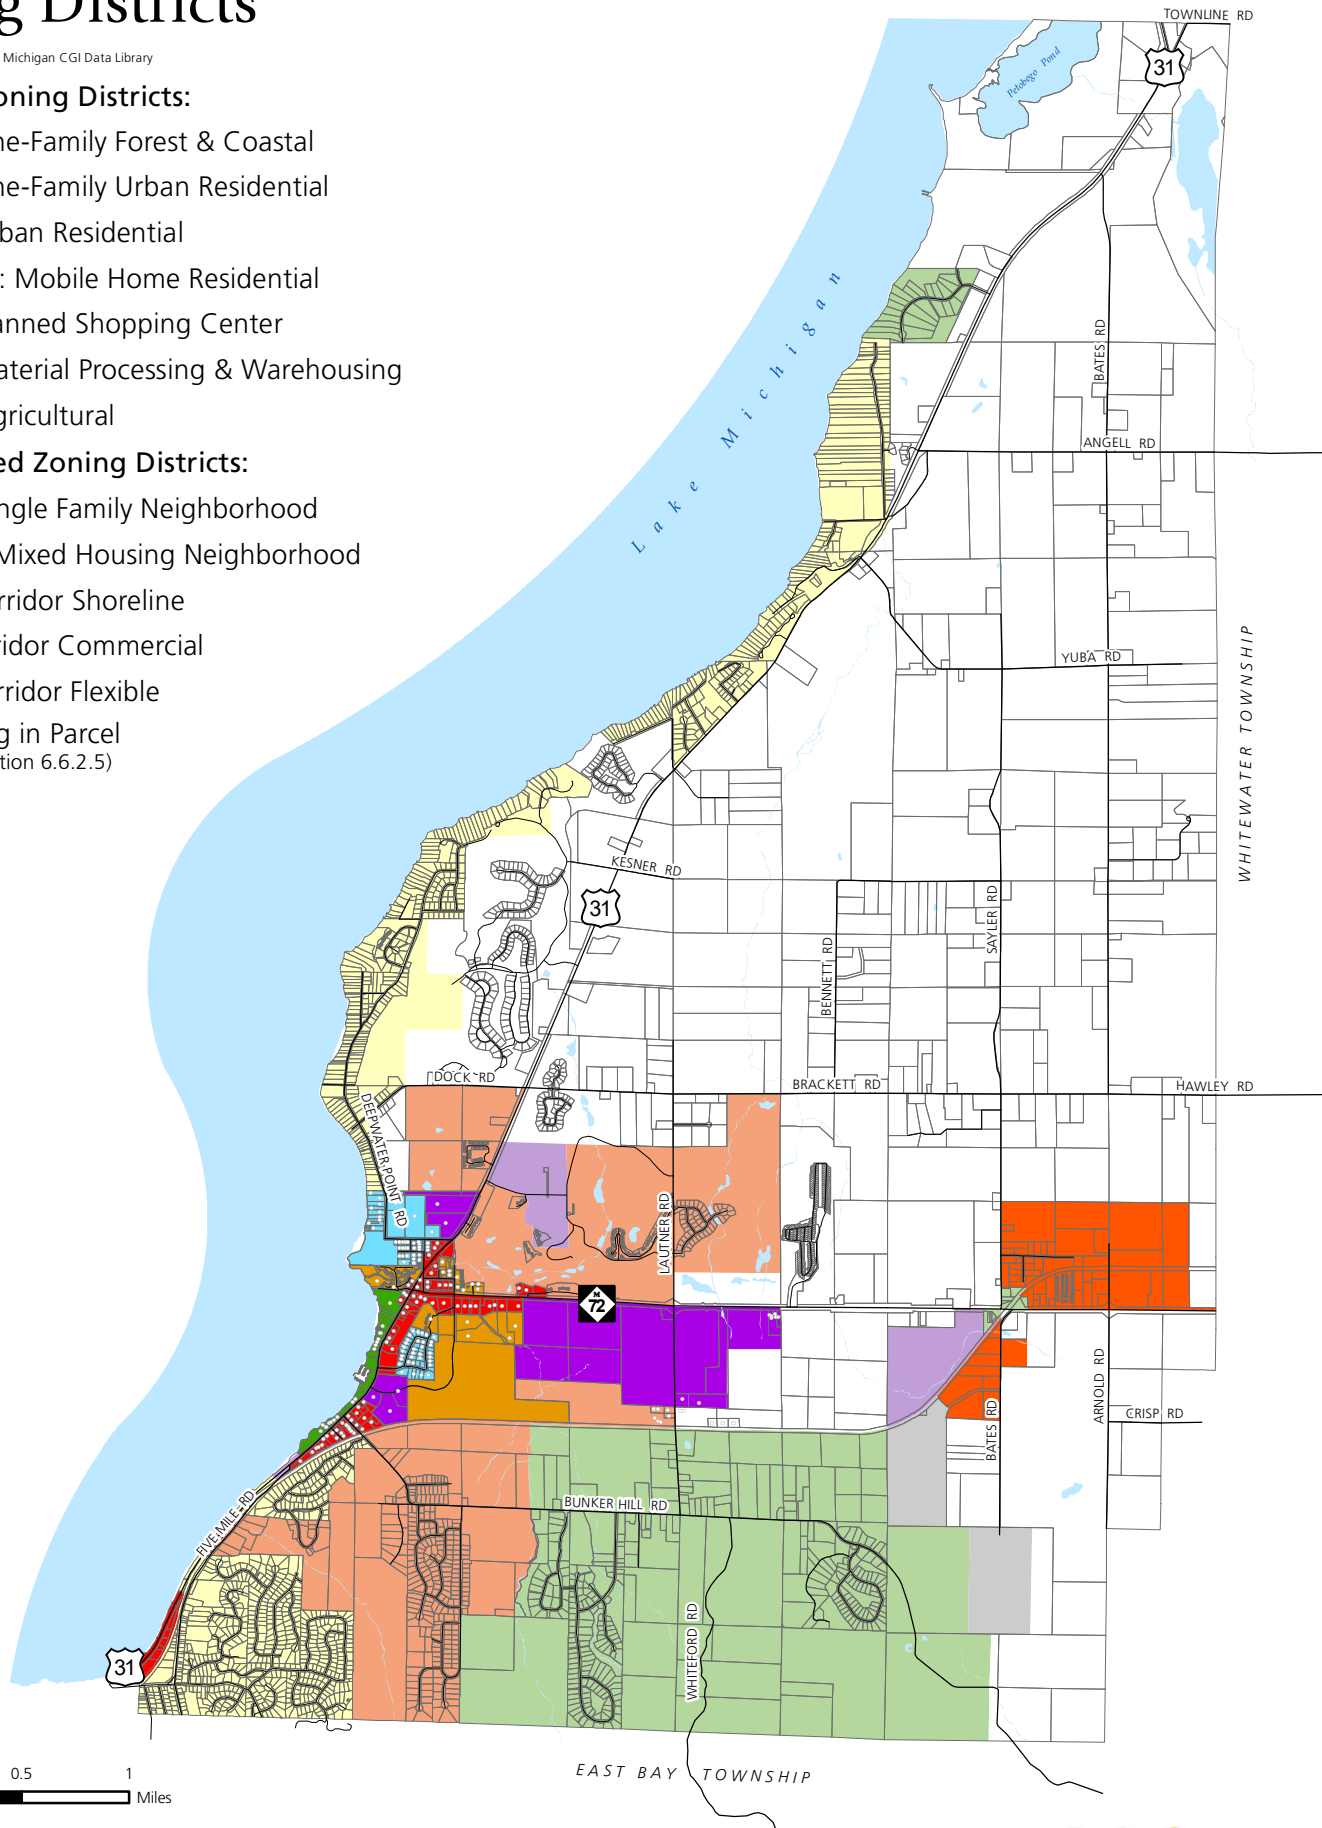 g Districts
Michigan CGI Data Library
oning Districts:
ne-Family Forest & Coastal
ne-Family Urban Residential
ban Residential
: Mobile Home Residential
anned Shopping Center
aterial Processing & Warehousing
gricultural
ed Zoning Districts:
ngle Family Neighborhood
Mixed Housing Neighborhood
rridor Shoreline
ridor Commercial
rridor Flexible
g in Parcel
tion 6.6.2.5)
TOWNLINE RD
31
Petobego Pond
Lake Michigan
BATES RD
ANGELL RD
YUBA RD
WHITEWATER TOWNSHIP
KESNER RD
31
SAYLER RD
BENNETT RD
DOCK RD
BRACKETT RD
HAWLEY RD
DEEPWATER POINT RD
LAUTNER RD
M
72
ARNOLD RD
BATES RD
CRISP RD
FIVE MILE RD
BUNKER HILL RD
WHITEFORD RD
31
EAST BAY TOWNSHIP
0.5
1
Miles